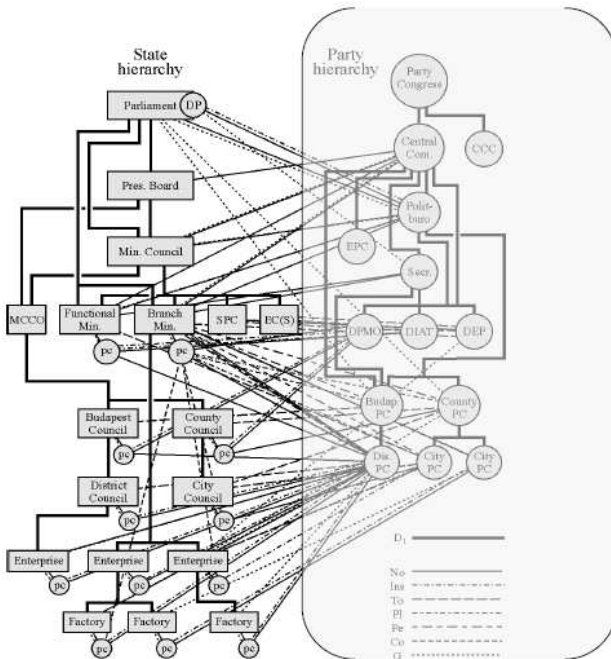 State
hierarchy
Party
hierarchy
Party
Congress
Parliament
DP
Central
Com.
CCC
Pres. Board
Polit-
buro
Min. Council
EPC
Secr.
MCCO
Functional
Min.
Branch
Min.
SPC
EC(S)
DPMO
DIAT
DEP
pc
pc
Budapest
Council
County
Council
Budap.
PC
County
PC
pc
pc
District
Council
City
Council
Dis.
PC
City
PC
City
PC
pc
pc
Enterprise
Enterprise
Enterprise
pc
pc
pc
Factory
Factory
Factory
pc
pc
pc
No
Ins
To
Pl
Co